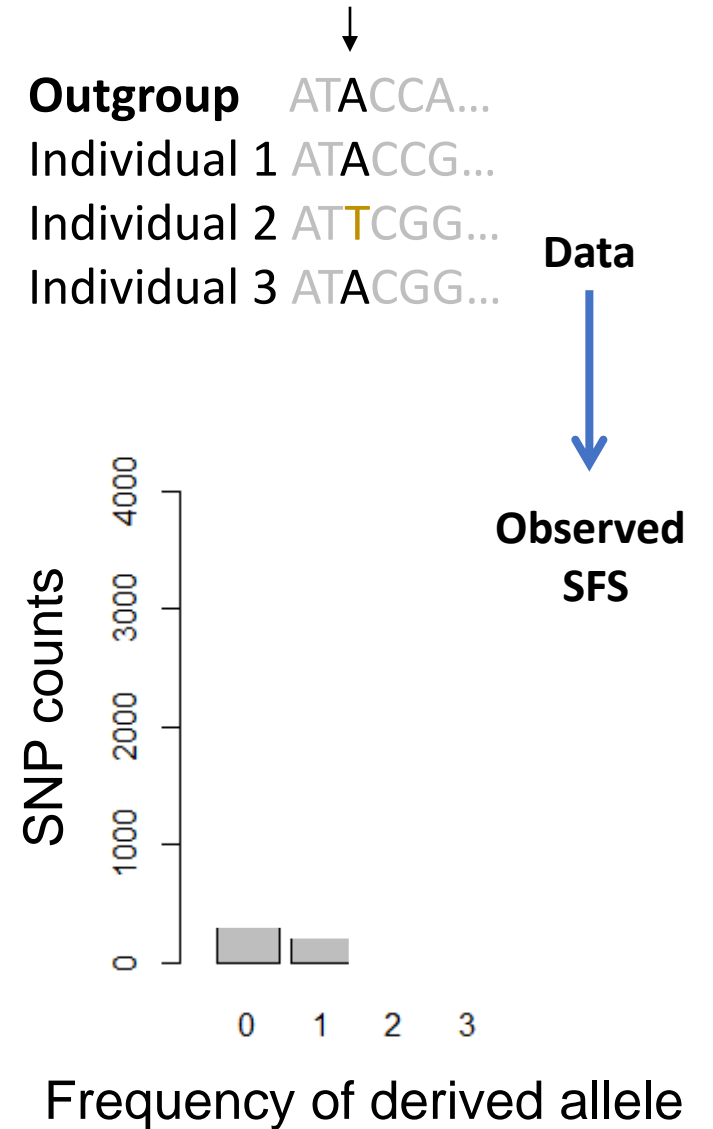 Outgroup ATACCA...
Individual 1 ATACCG...
Individual 2 ATTCGG...
Individual 3 ATACGG...
Data
Observed
SFS
SNP counts
4000
3000
2000
1000
0
0 1 2 3
Frequency of derived allele